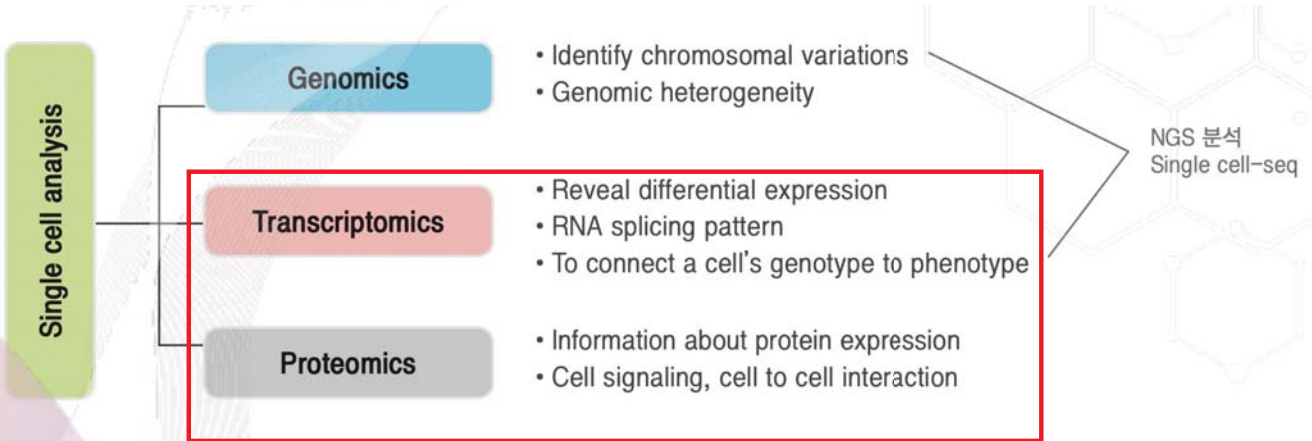 Single cell analysis
Genomics
• Identify chromosomal variations
• Genomic heterogeneity
NGS 분석
Single cell-seq
Transcriptomics
• Reveal differential expression
• RNA splicing pattern
• To connect a cell's genotype to phenotype
Proteomics
• Information about protein expression
• Cell signaling, cell to cell interaction